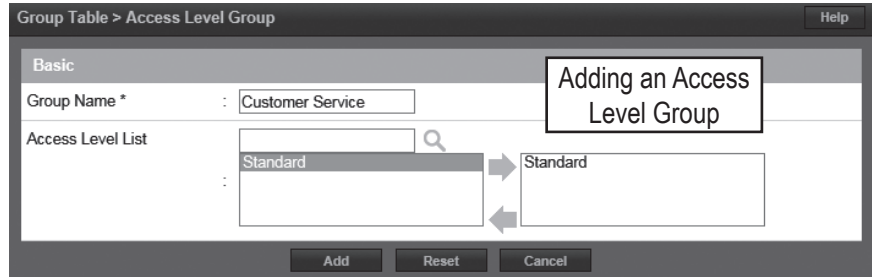 Group Table > Access Level Group
Help
Basic
Adding an Access
Level Group
Group Name * : Customer Service
Access Level List :
Standard
Standard
Add Reset Cancel